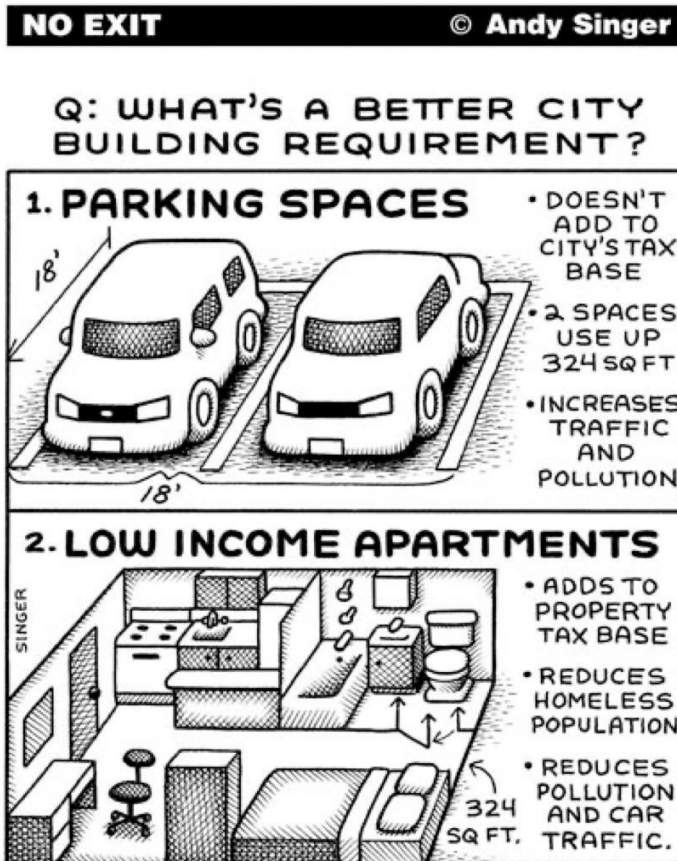 NO EXIT © Andy Singer
Q: WHAT'S A BETTER CITY
BUILDING REQUIREMENT?
1. PARKING SPACES
18'
18'
• DOESN'T
ADD TO
CITY'S TAX
BASE
• 2 SPACES
USE UP
324 SQ FT
• INCREASES
TRAFFIC
AND
POLLUTION
2. LOW INCOME APARTMENTS
SINGER
324
SQ FT.
• ADDS TO
PROPERTY
TAX BASE
• REDUCES
HOMELESS
POPULATION
• REDUCES
POLLUTION
AND CAR
TRAFFIC.